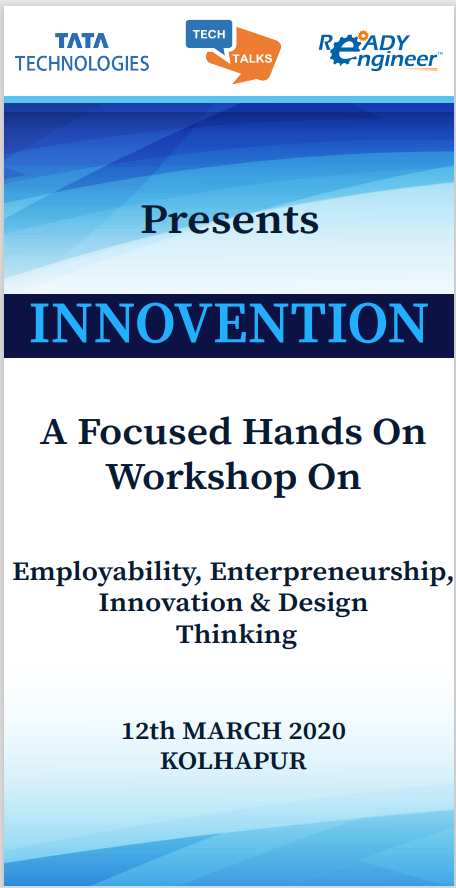 TATA
TECHNOLOGIES
TECH
TALKS
ReADY
engineer™
Presents
INNOVENTION
A Focused Hands On
Workshop On
Employability, Enterpreneurship,
Innovation & Design
Thinking
12th MARCH 2020
KOLHAPUR